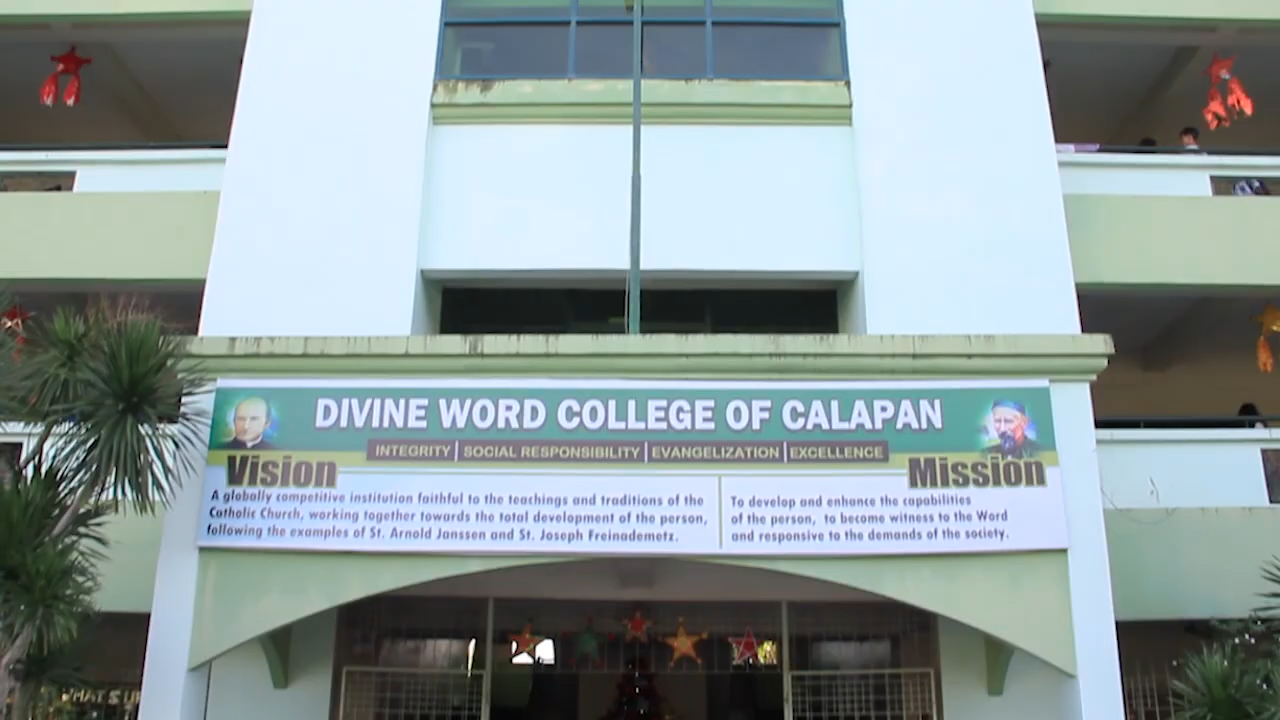 DIVINE WORD COLLEGE OF CALAPAN
INTEGRITY SOCIAL RESPONSIBILITY EVANGELIZATION EXCELLENCE
Vision
A globally competitive institution faithful to the teachings and traditions of the
Catholic Church, working together towards the total development of the person,
following the examples of St. Arnold Janssen and St. Joseph Freinademetz.
Mission
To develop and enhance the capabilities
of the person, to become witness to the Word
and responsive to the demands of the society.
WHAT'S UP